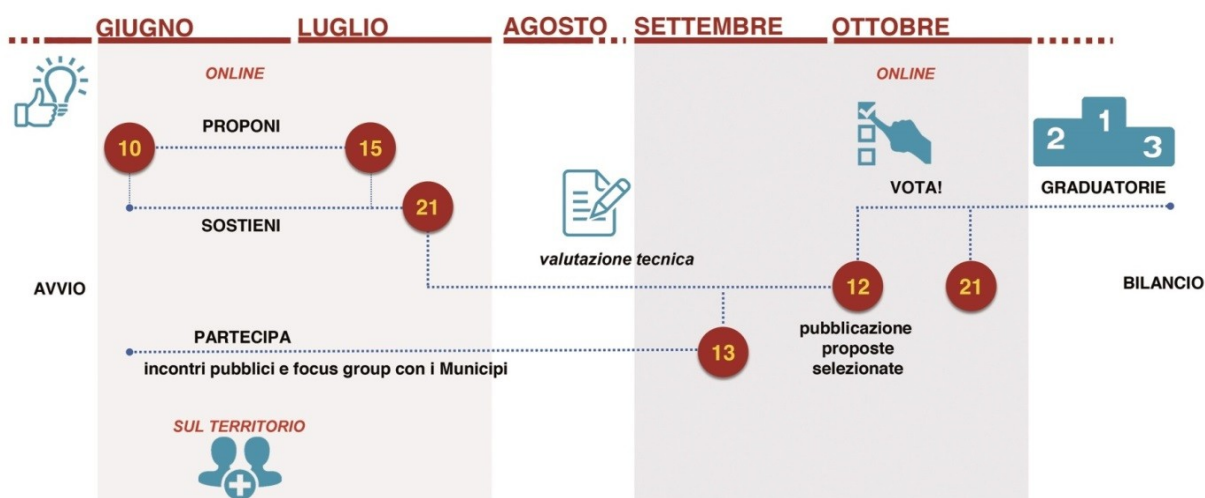 GIUGNO LUGLIO AGOSTO SETTEMBRE OTTOBRE
ONLINE ONLINE
PROPONI
10 15
2 1 3
VOTA! GRADUATORIE
SOSTIENI
21
valutazione tecnica
AVVIO
12 21
BILANCIO
PARTECIPA
13
pubblicazione
proposte
selezionate
incontri pubblici e focus group con i Municipi
SUL TERRITORIO